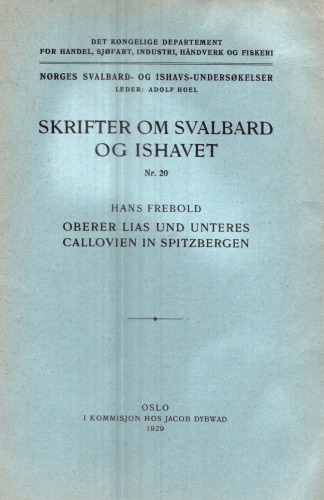 DET KONGELIGE DEPARTEMENT
FOR HANDEL, SJØFART, INDUSTRI, HÅNDVERK OG FISKERI
NORGES SVALBARD- OG ISHAVS-UNDERSØKELSER
LEDER: ADOLF HOEL
SKRIFTER OM SVALBARD
OG ISHAVET
Nr. 20
HANS FREBOLD
OBERER LIAS UND UNTERES
CALLOVIEN IN SPITZBERGEN
OSLO
I KOMMISJON HOS JACOB DYBWAD
1929